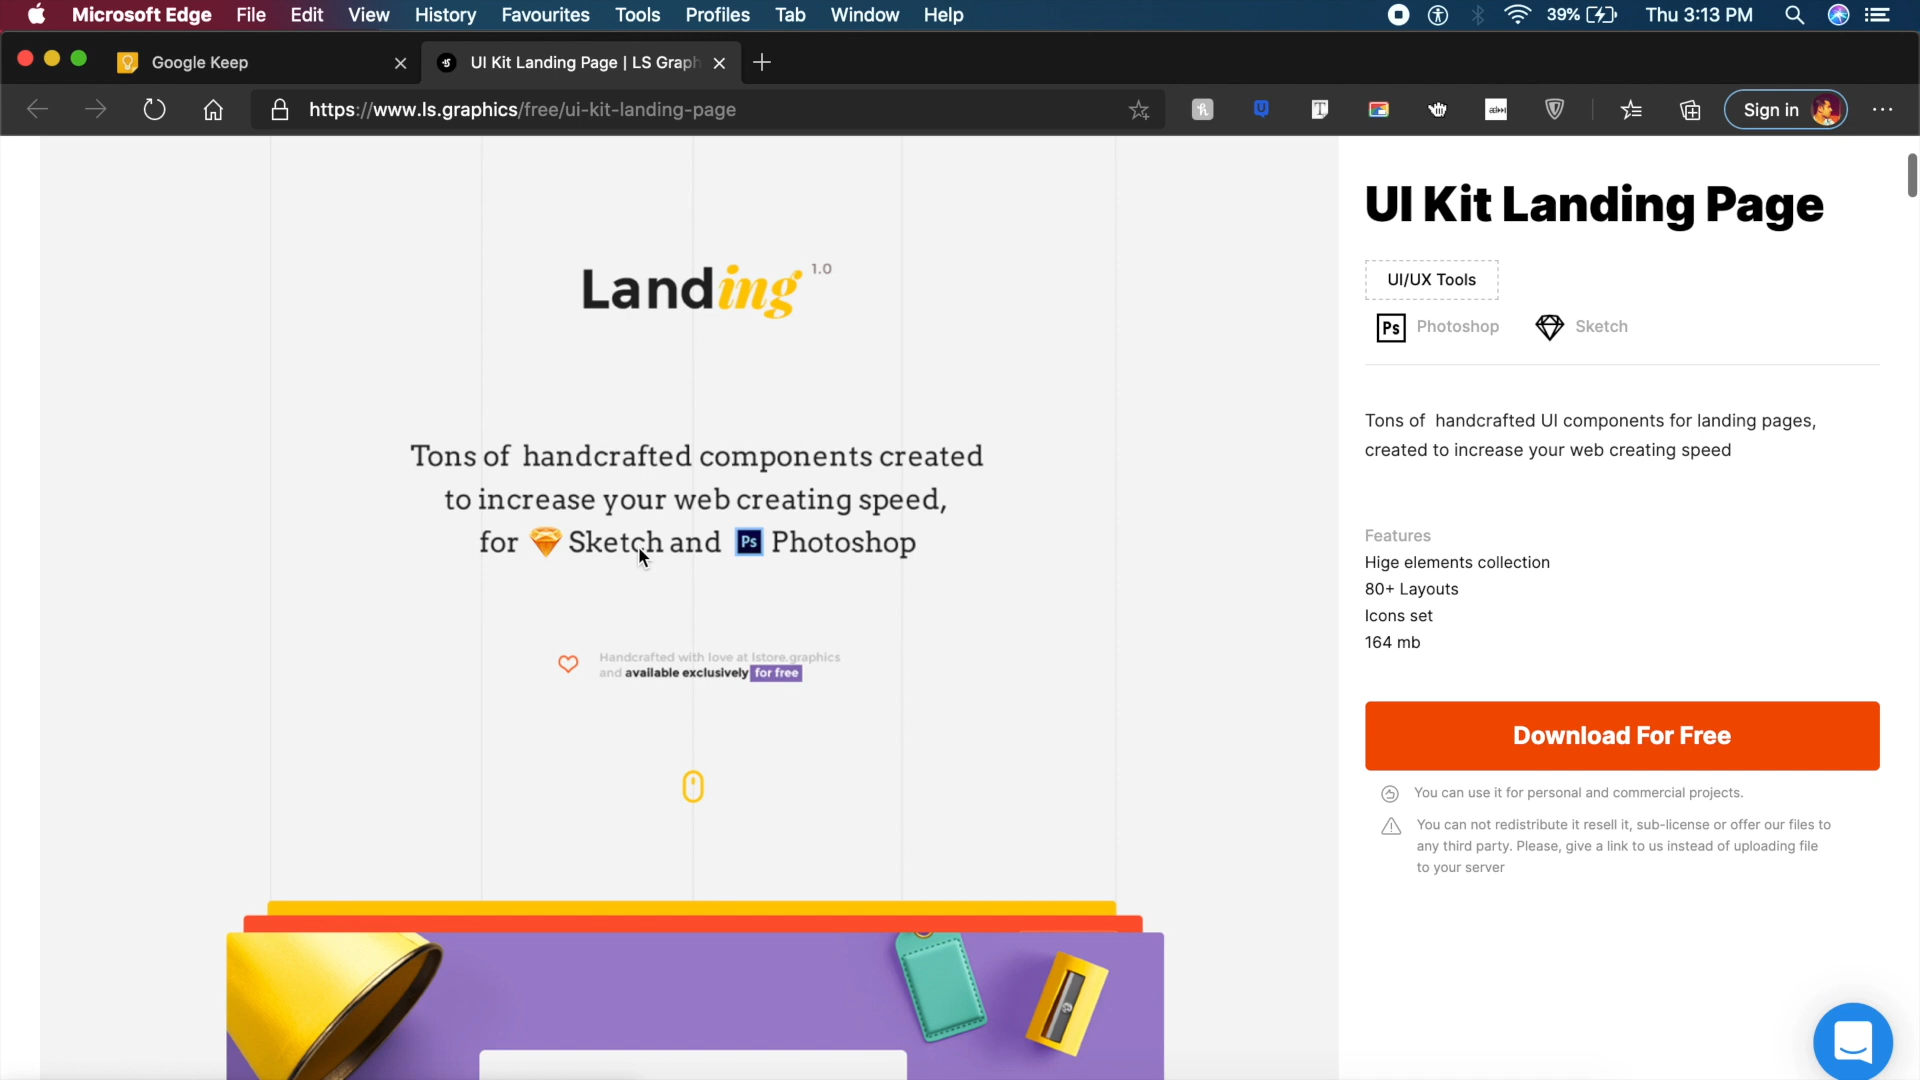 Microsoft Edge File Edit View History Favourites Tools Profiles Tab Window Help 39% Thu 3:13 PM
Google Keep
UI Kit Landing Page | LS Graph
https://www.ls.graphics/free/ui-kit-landing-page
Sign in
Landing 1.0
Tons of handcrafted components created
to increase your web creating speed,
for Sketch and Ps Photoshop
Handcrafted with love at lstore.graphics
and available exclusively for free
UI Kit Landing Page
UI/UX Tools
Ps Photoshop Sketch
Tons of handcrafted UI components for landing pages,
created to increase your web creating speed
Features
Hige elements collection
80+ Layouts
Icons set
164 mb
Download For Free
You can use it for personal and commercial projects.
You can not redistribute it resell it, sub-license or offer our files to
any third party. Please, give a link to us instead of uploading file
to your server